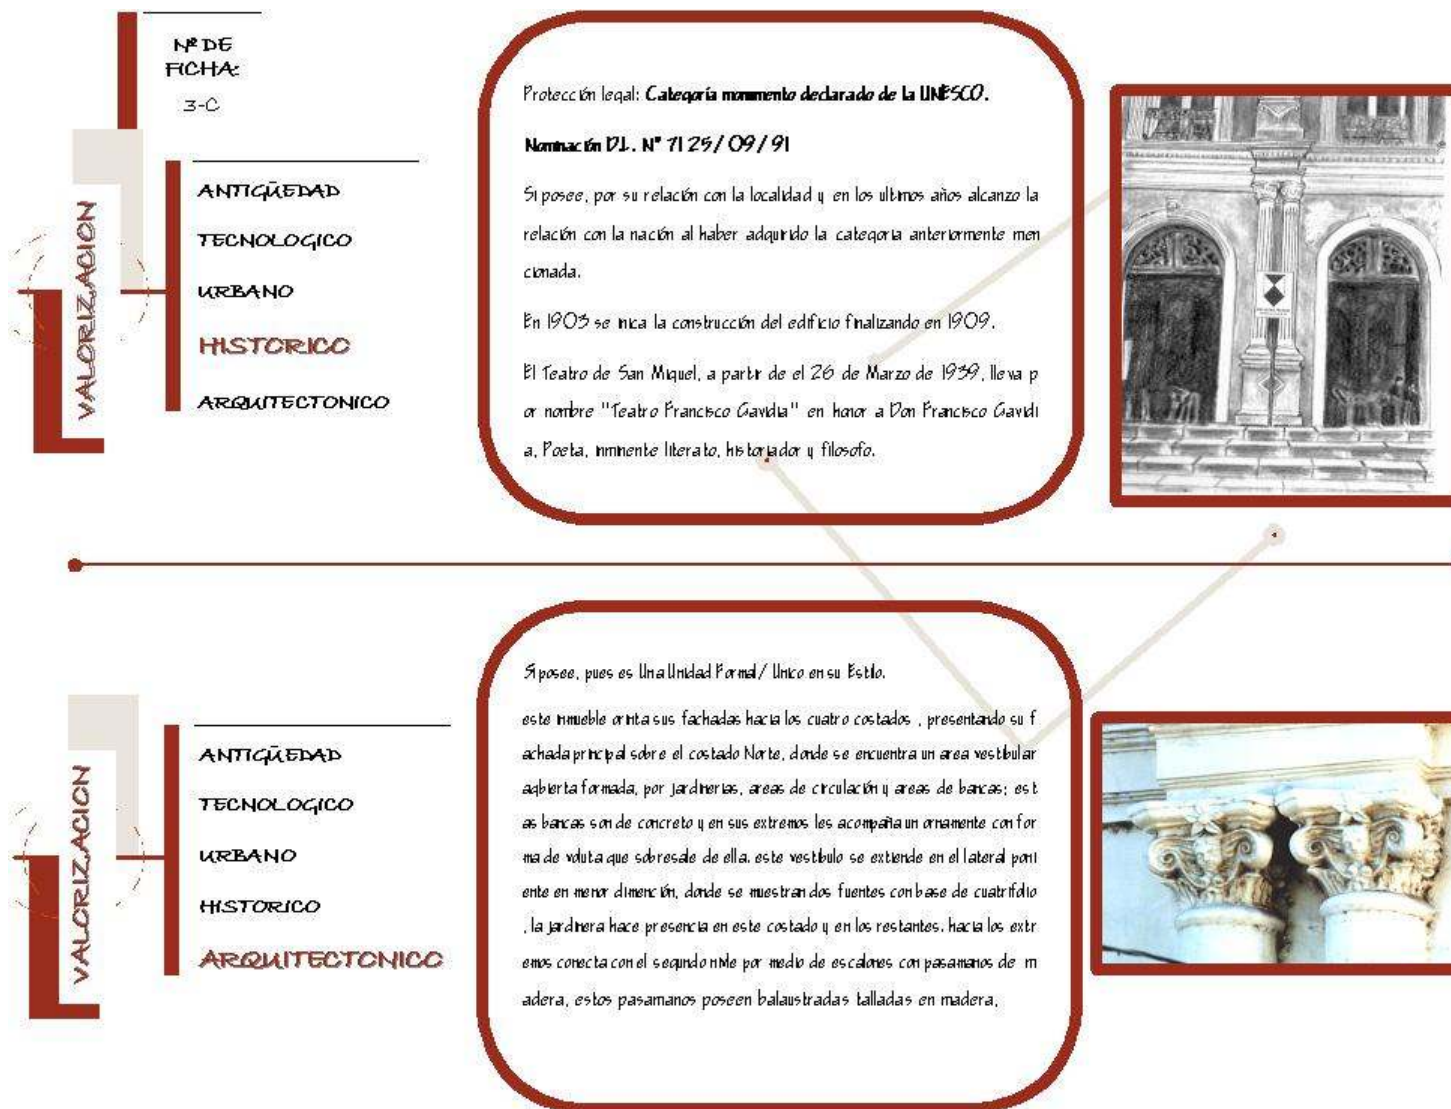 Nº DE
FICHA:
3-C
VALORIZACION
ANTIGÜEDAD
TECNOLOGICO
URBANO
HISTORICO
ARQUITECTONICO
Protección legal: Categoría monmento declarado de la UNESCO.
Nominación D.L. Nº 71 25/09/91
Si posee, por su relación con la localidad y en los ultimos años alcanzo la
relación con la nación al haber adquirido la categoria anteriormente men
cionada.
En 1903 se inica la construcción del edificio finalizando en 1909.
El Teatro de San Miguel, a partir de el 26 de Marzo de 1939, lleva p
or nombre "Teatro Francisco Gavidia" en honor a Don Francisco Gavidi
a, Poeta, inminente literato, historiador y filosofo.
VALORIZACION
ANTIGÜEDAD
TECNOLOGICO
URBANO
HISTORICO
ARQUITECTONICO
Si posee, pues es Una Unidad Formal/ Unico en su Estilo.
este inmueble orinta sus fachadas hacia los cuatro costados , presentando su f
achada principal sobre el costado Norte, donde se encuentra un area vestibular
aqbierta formada, por jardinerias, areas de circulación y areas de bancas; est
as bancas son de concreto y en sus extremos les acompaña un ornamente con for
ma de voluta que sobresale de ella. este vestibulo se extiende en el lateral poni
ente en menor dimención, donde se muestran dos fuentes con base de cuatrifolio
, la jardinera hace presencia en este costado y en los restantes. hacia los extr
emos conecta con el segundo nivle por medio de escalones con pasamanos de m
adera, estos pasamanos poseen balaustradas talladas en madera,